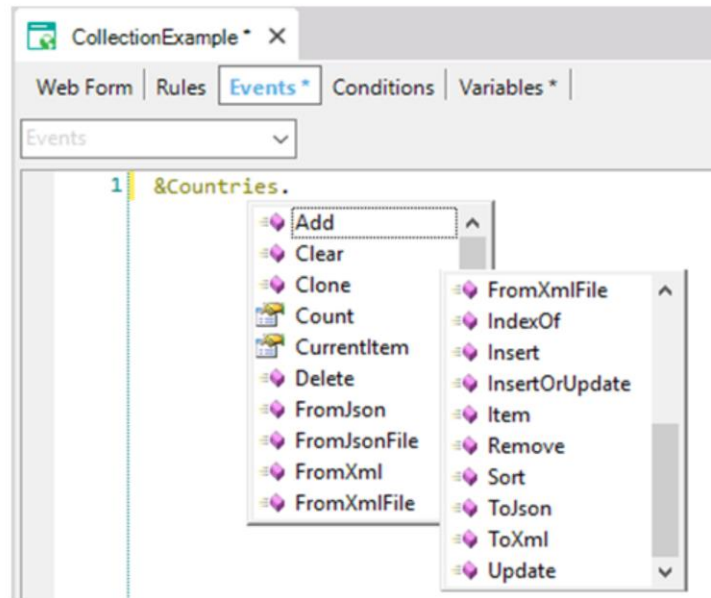 CollectionExample *
Web Form Rules Events * Conditions Variables *
Events
1 &Countries.
Add
Clear
Clone
Count
CurrentItem
Delete
FromJson
FromJsonFile
FromXml
FromXmlFile
FromXmlFile
IndexOf
Insert
InsertOrUpdate
Item
Remove
Sort
ToJson
ToXml
Update